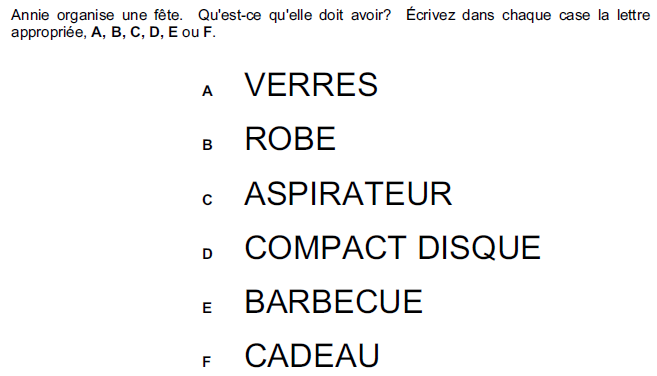 Annie organise une fête. Qu'est-ce qu'elle doit avoir? Écrivez dans chaque case la lettre
appropriée, A, B, C, D, E ou F.
A VERRES
B ROBE
C ASPIRATEUR
D COMPACT DISQUE
E BARBECUE
F CADEAU